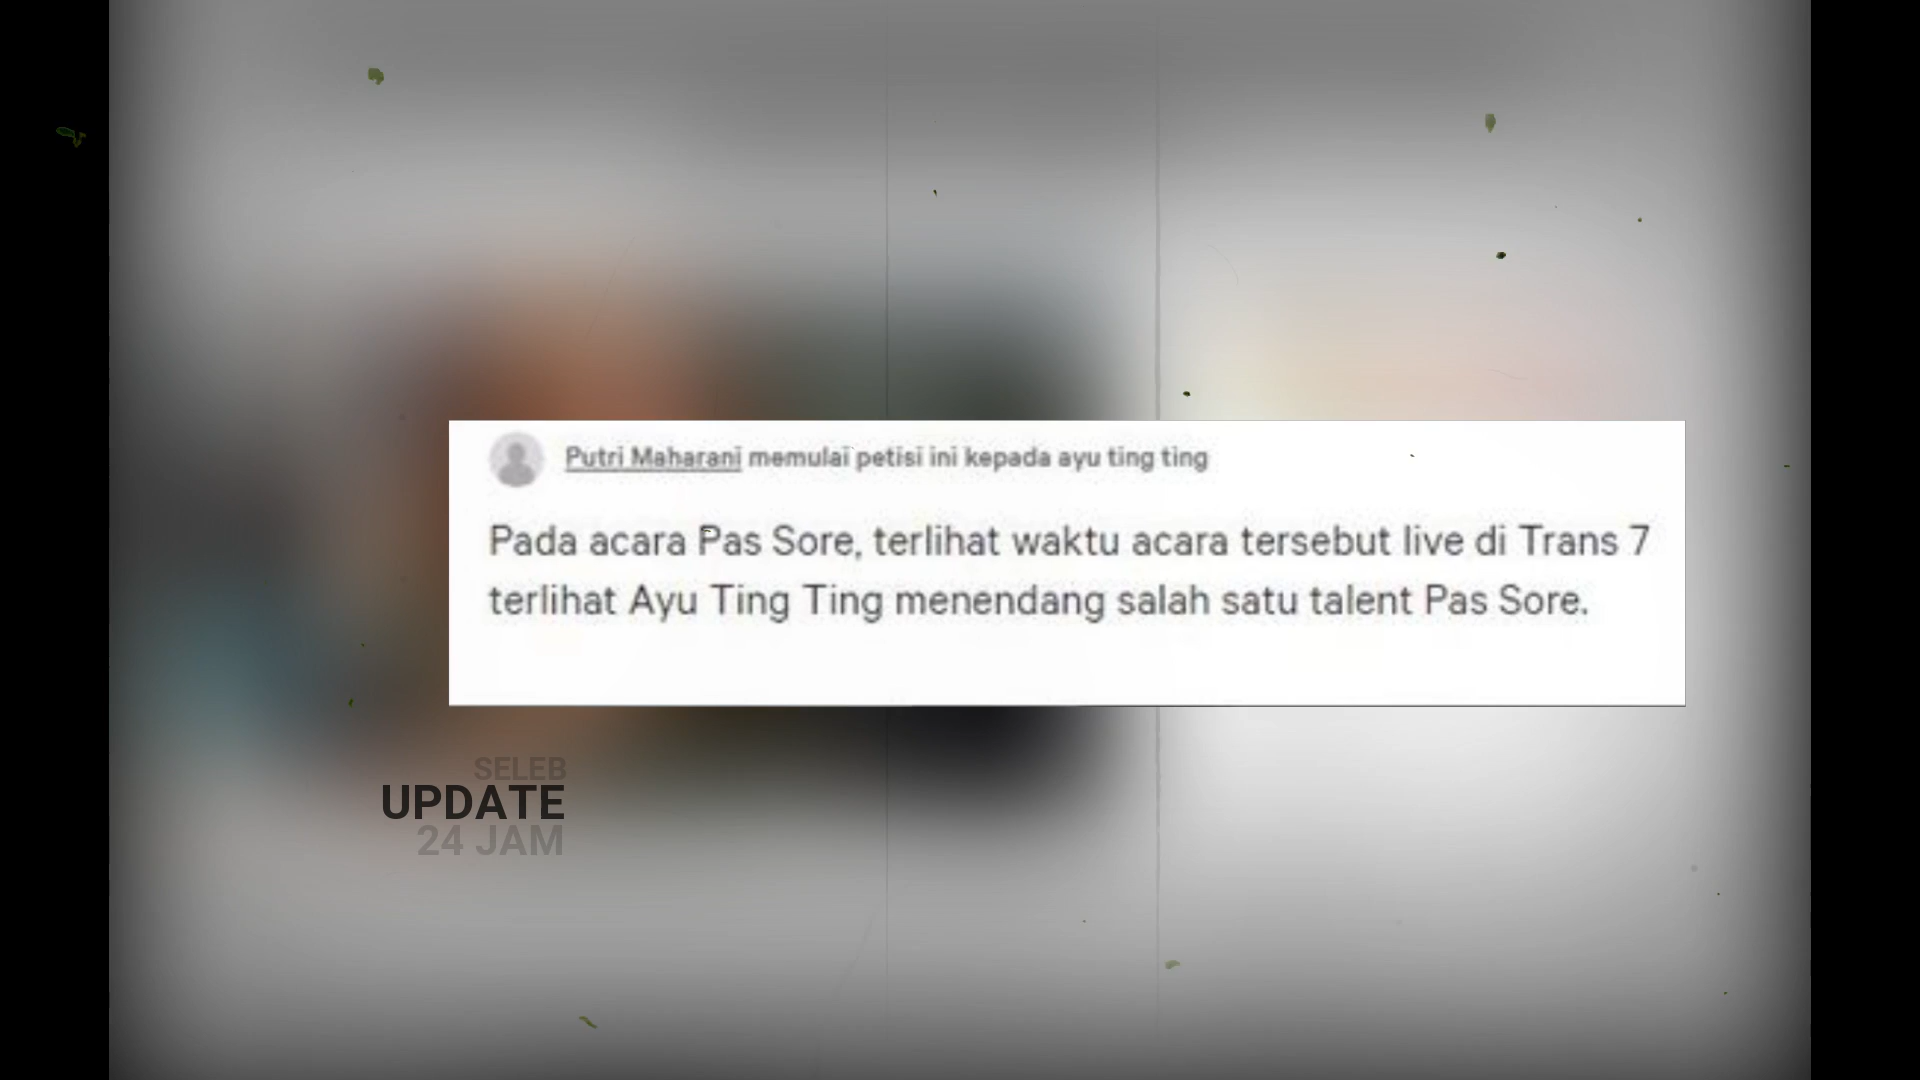 Putri Maharani memulai petisi ini kepada ayu ting ting
Pada acara Pas Sore, terlihat waktu acara tersebut live di Trans 7
terlihat Ayu Ting Ting menendang salah satu talent Pas Sore.
SELEB
UPDATE
24 JAM